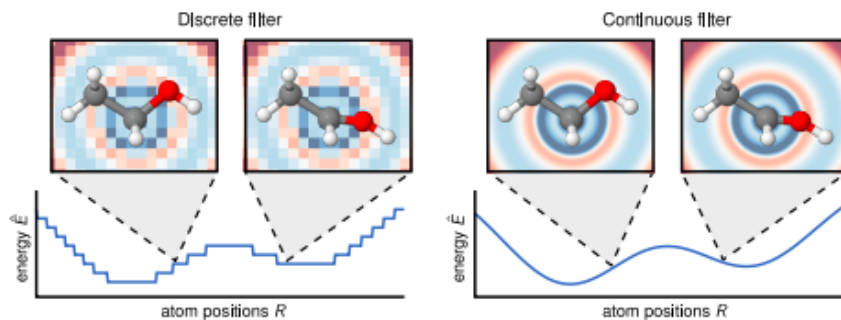 Discrete filter
Continuous filter
energy Ê
atom positions R
energy Ê
atom positions R